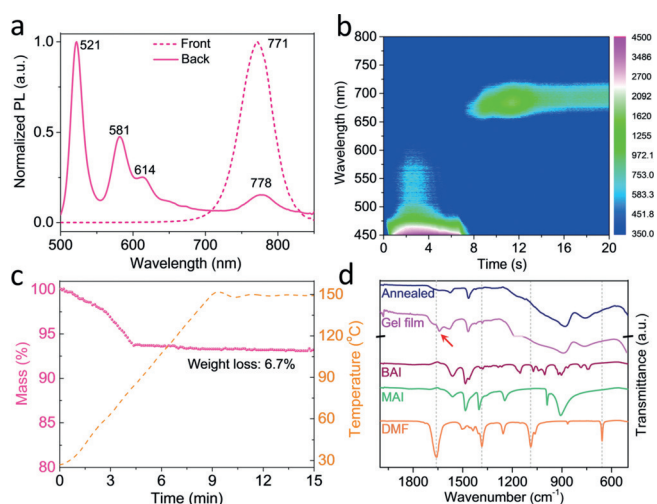 a
Normalized PL (a.u.)
1.0
0.5
0.0
521
581
614
771
778
Front
Back
500 600 700 800
Wavelength (nm)
b
Wavelength (nm)
800
750
700
650
600
550
500
450
0 4 8 12 16 20
Time (s)
4500
3486
2700
2092
1620
1255
972.1
753.0
583.3
451.8
350.0
c
Mass (%)
100
95
90
85
80
Weight loss: 6.7%
150
120
90
60
30
Temperature (°C)
0 3 6 9 12 15
Time (min)
d
Annealed
Gel film
BAI
MAI
DMF
Transmittance (a.u.)
1500 1000
Wavenumber (cm⁻¹)